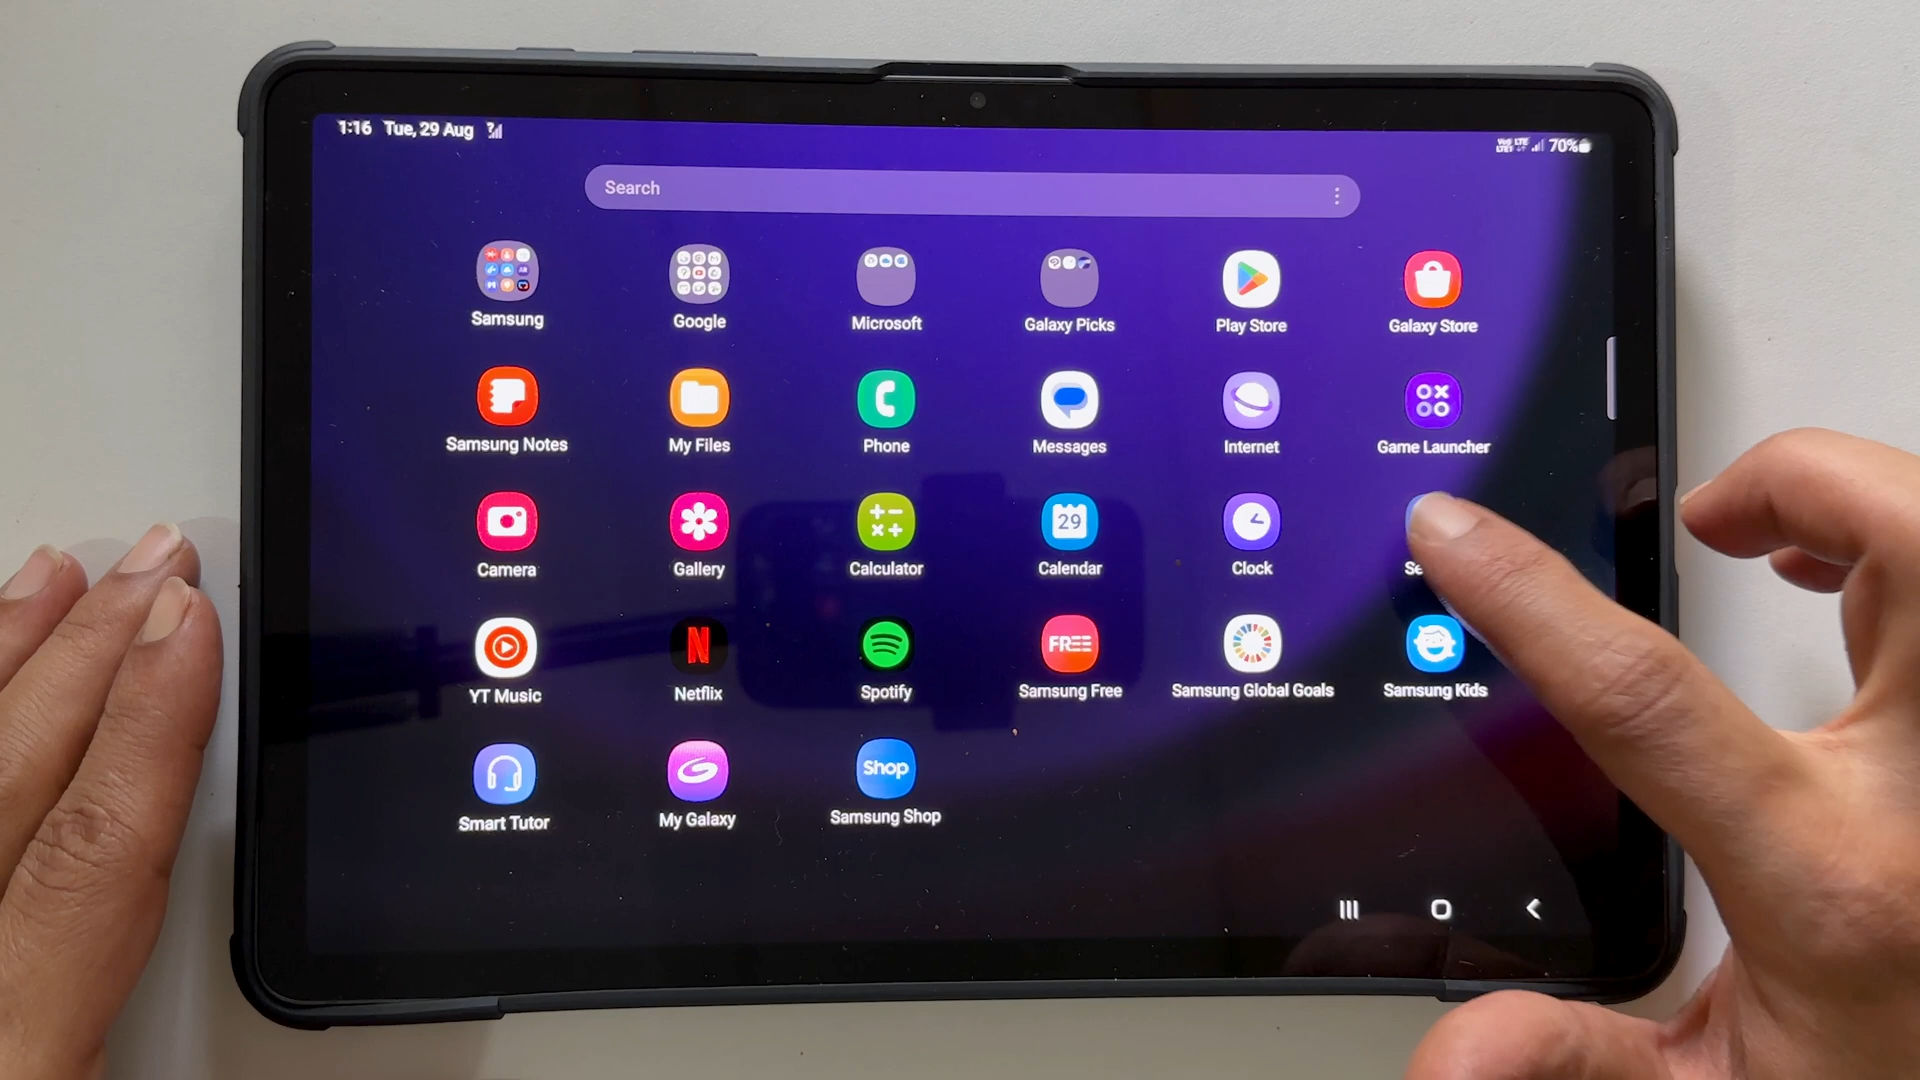 1:16 Tue, 29 Aug
70%
Search
Samsung
Google
Microsoft
Galaxy Picks
Play Store
Galaxy Store
Samsung Notes
My Files
Phone
Messages
Internet
Game Launcher
Camera
Gallery
Calculator
29
Calendar
Clock
Se
YT Music
N
Netflix
Spotify
FREE
Samsung Free
Samsung Global Goals
Samsung Kids
Smart Tutor
My Galaxy
Shop
Samsung Shop